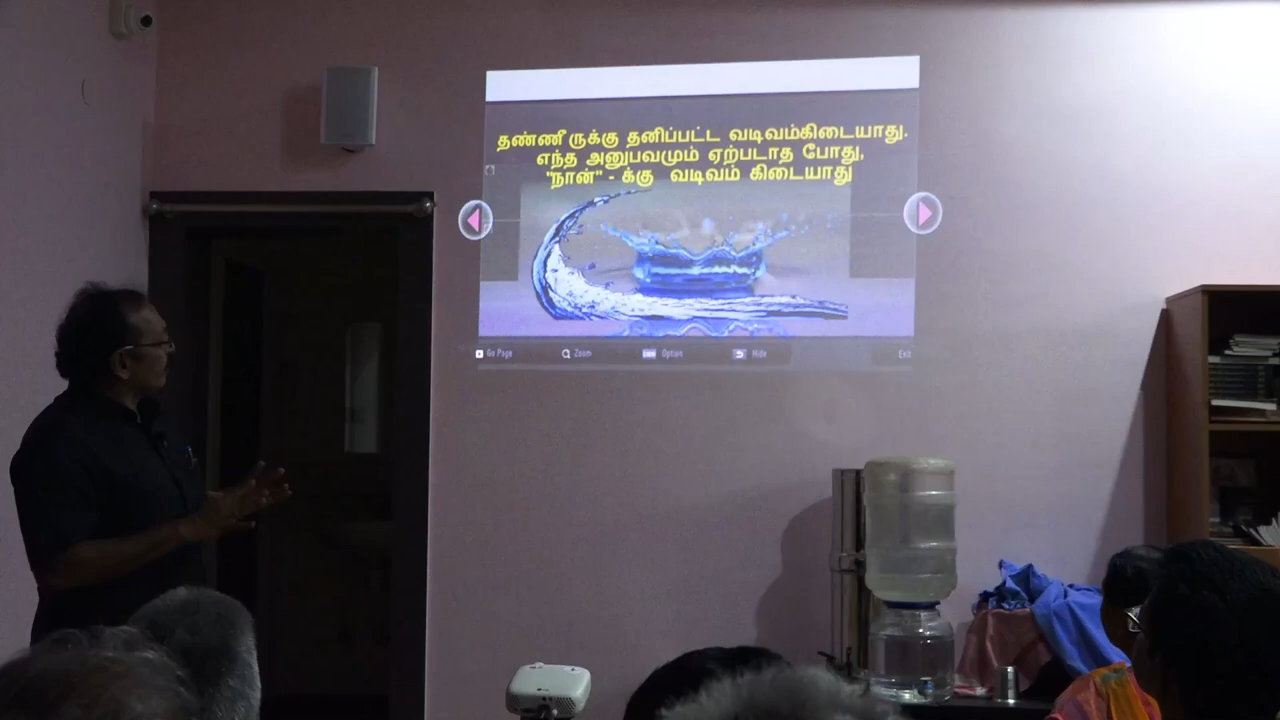 தண்ணீருக்கு தனிப்பட்ட வடிவம்கிடையாது.
எந்த அனுபவமும் ஏற்படாத போது,
"நான்" - க்கு வடிவம் கிடையாது
Go Page Zoom Option Hide Exit